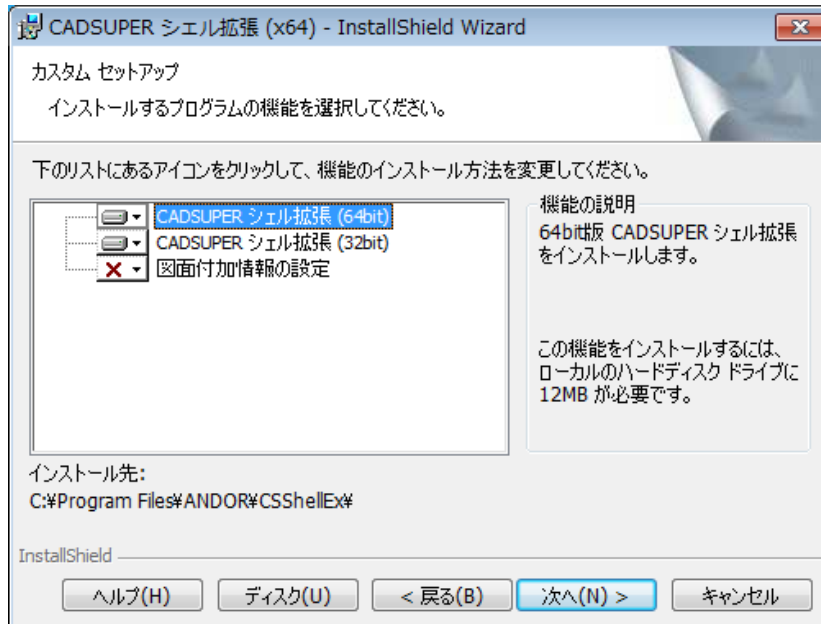 CADSUPER シェル拡張 (x64) - InstallShield Wizard
カスタム セットアップ
インストールするプログラムの機能を選択してください。
下のリストにあるアイコンをクリックして、機能のインストール方法を変更してください。
CADSUPER シェル拡張 (64bit)
CADSUPER シェル拡張 (32bit)
図面付加情報の設定
機能の説明
64bit版 CADSUPER シェル拡張
をインストールします。
この機能をインストールするには、
ローカルのハードディスク ドライブに
12MB が必要です。
インストール先:
C:¥Program Files¥ANDOR¥CSShellEx¥
InstallShield
ヘルプ(H)
ディスク(U)
< 戻る(B)
次へ(N) >
キャンセル